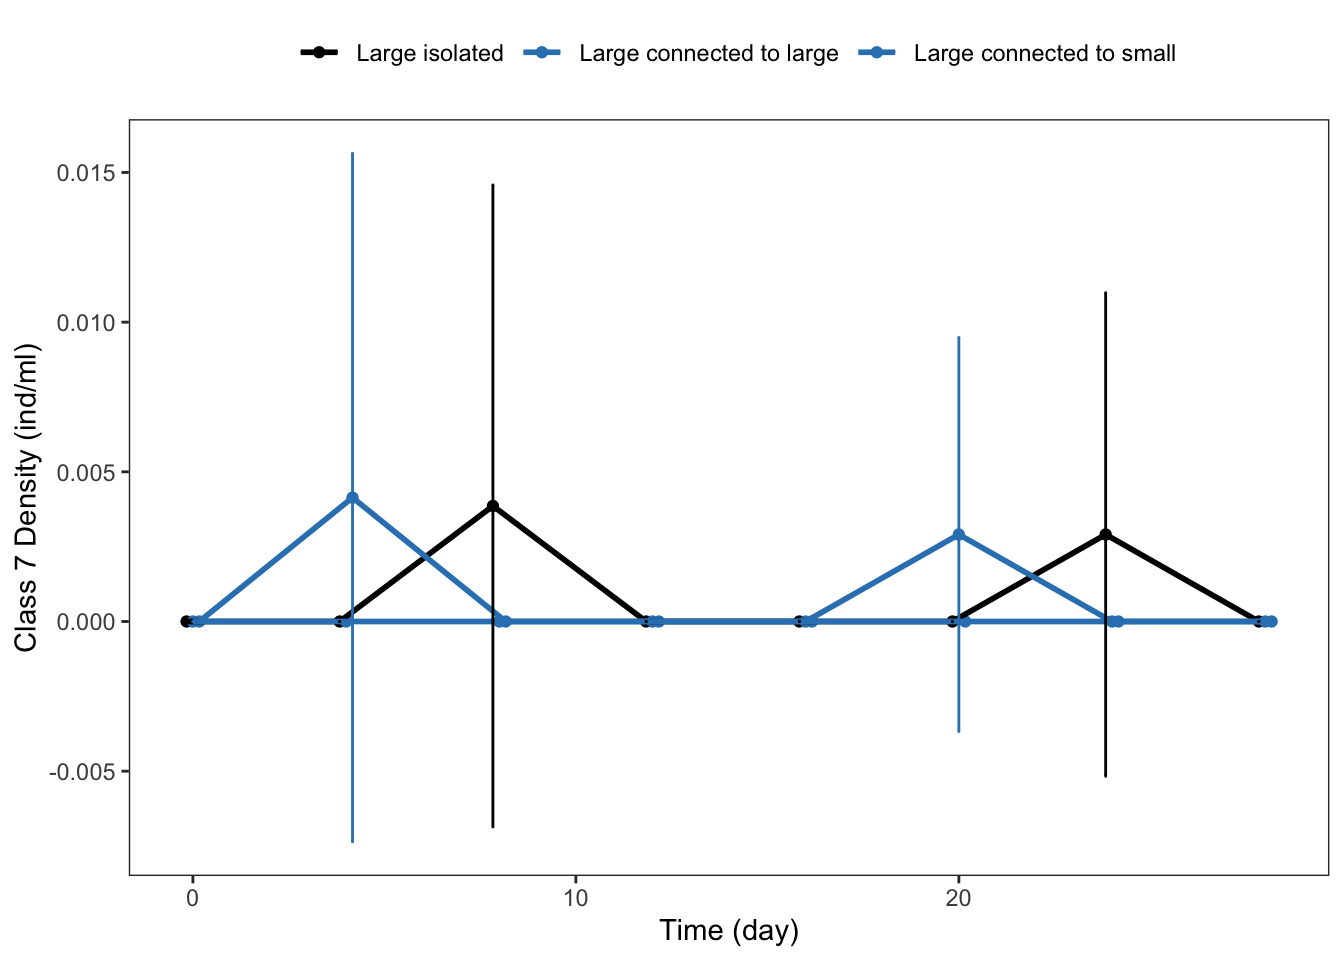 Large isolated Large connected to large Large connected to small
0.015
0.010
0.005
0.000
-0.005
Class 7 Density (ind/ml)
0 10 20
Time (day)